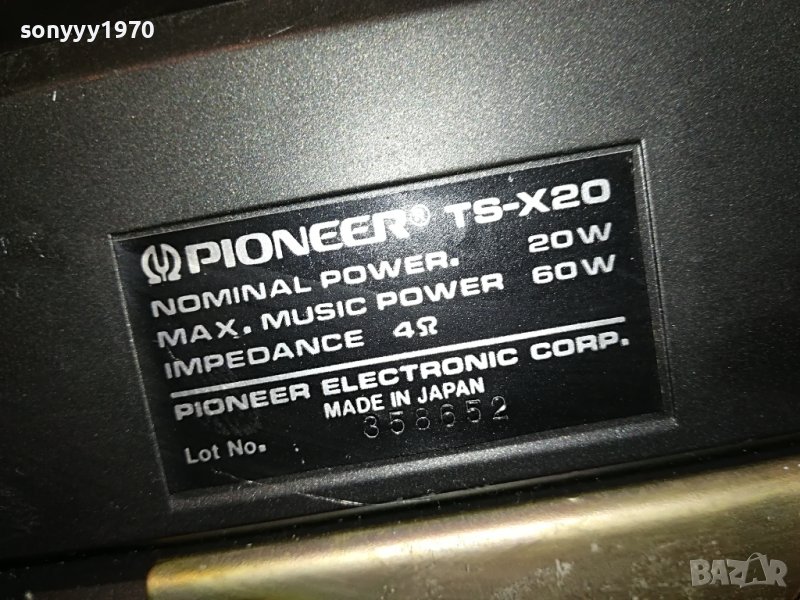 sonyyy1970
PIONEER® TS-X20
NOMINAL POWER. 20W
MAX. MUSIC POWER 60W
IMPEDANCE 4Ω
PIONEER ELECTRONIC CORP.
MADE IN JAPAN
Lot No. 358652
BAZAR